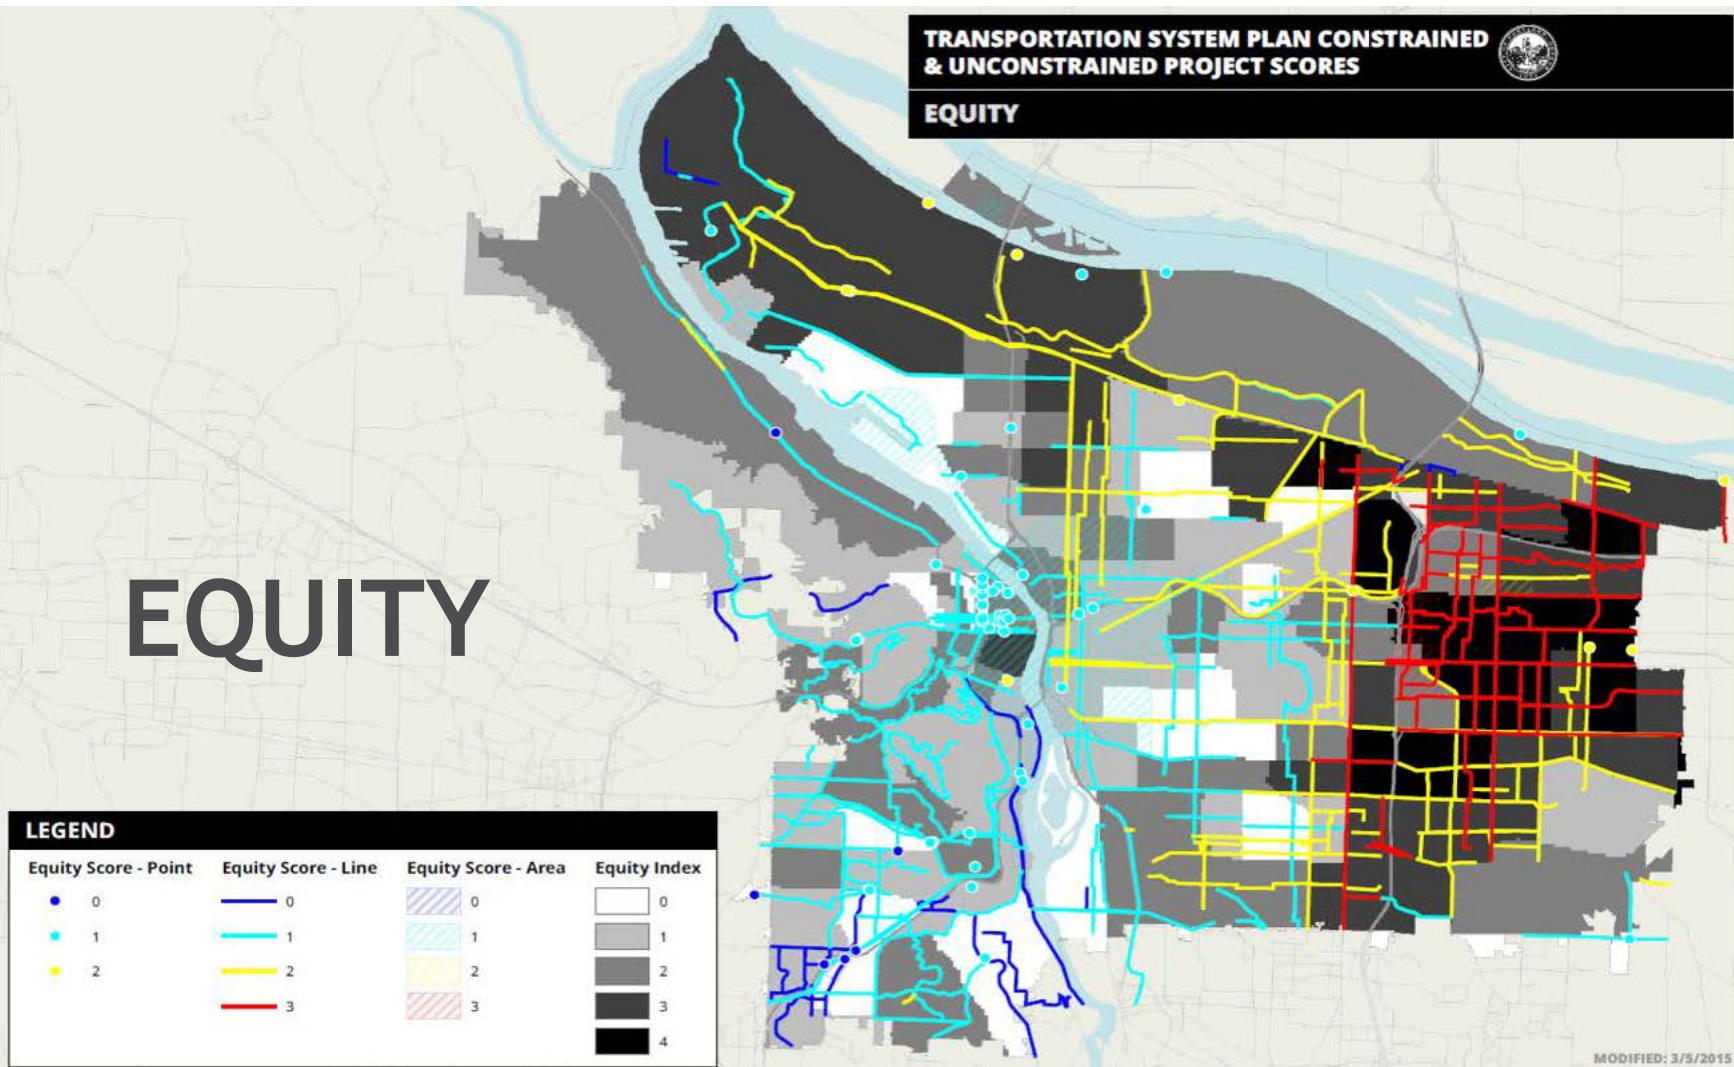 TRANSPORTATION SYSTEM PLAN CONSTRAINED
& UNCONSTRAINED PROJECT SCORES
EQUITY
EQUITY
LEGEND
Equity Score - Point
0
1
2
Equity Score - Line
0
1
2
3
Equity Score - Area
0
1
2
3
Equity Index
0
1
2
3
4
MODIFIED: 3/5/2015